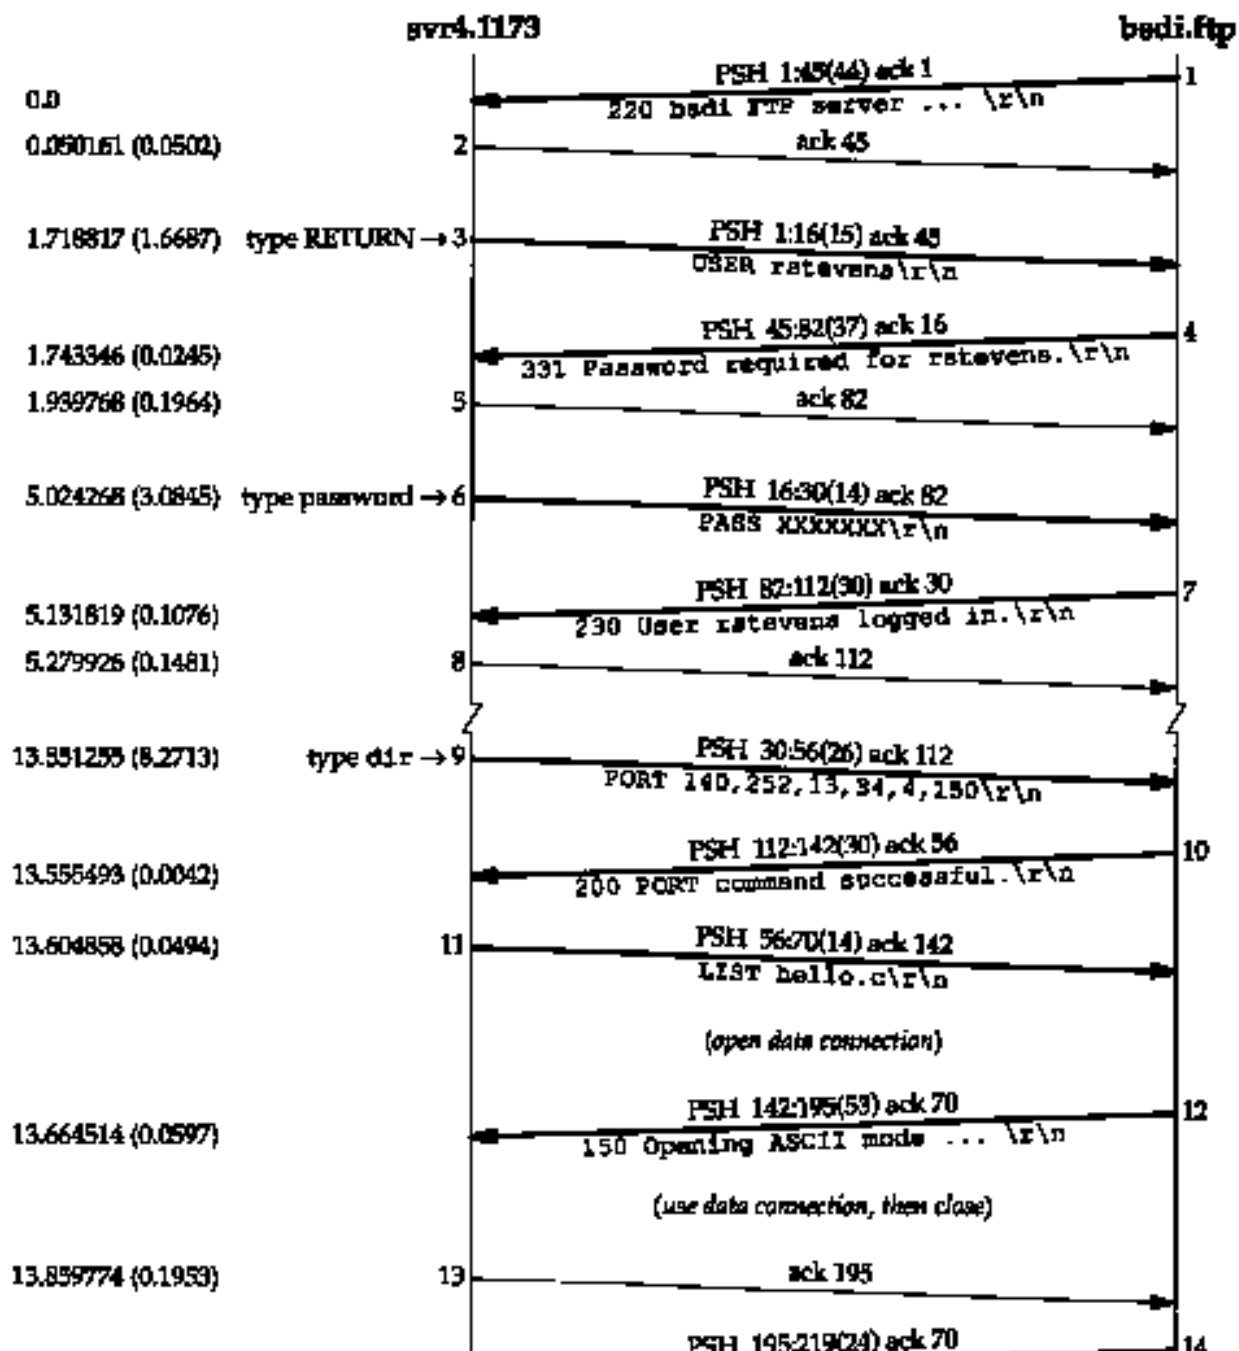 svr4.1173 bsdi.ftp
PSH 1:45(44) ack 1 1
0.0
220 bsdi FTP server ... \r\n
0.050161 (0.0502) 2 ack 45
1.718817 (1.6687) type RETURN → 3 PSH 1:16(15) ack 45
USER rstevens\r\n
PSH 45:82(37) ack 16 4
1.743346 (0.0245) 331 Password required for rstevens.\r\n
1.939768 (0.1964) 5 ack 82
5.024268 (3.0845) type password → 6 PSH 16:30(14) ack 82
PASS XXXXXXX\r\n
PSH 82:112(30) ack 30 7
5.131819 (0.1076) 230 User rstevens logged in.\r\n
5.279926 (0.1481) 8 ack 112
13.551255 (8.2713) type dir → 9 PSH 30:56(26) ack 112
PORT 140,252,13,34,4,150\r\n
PSH 112:142(30) ack 56 10
13.555493 (0.0042) 200 PORT command successful.\r\n
13.604858 (0.0494) 11 PSH 56:70(14) ack 142
LIST hello.c\r\n
(open data connection)
PSH 142:195(53) ack 70 12
13.664514 (0.0597) 150 Opening ASCII mode ... \r\n
(use data connection, then close)
13.859774 (0.1953) 13 ack 195
PSH 195:219(24) ack 70 14